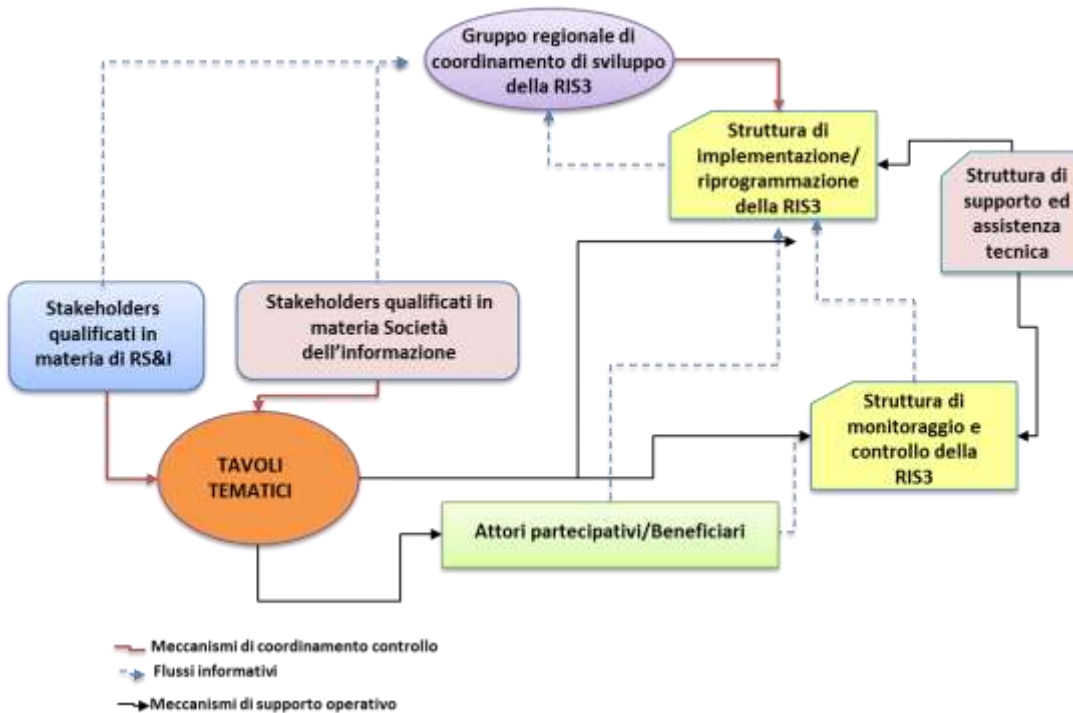 Gruppo regionale di
coordinamento di sviluppo
della RIS3
Struttura di
implementazione/
riprogrammazione
della RIS3
Struttura di
supporto ed
assistenza
tecnica
Stakeholders
qualificati in
materia di RS&I
Stakeholders qualificati in
materia Società
dell'informazione
TAVOLI
TEMATICI
Struttura di
monitoraggio e
controllo della
RIS3
Attori partecipativi/Beneficiari
Meccanismi di coordinamento controllo
Flussi informativi
Meccanismi di supporto operativo